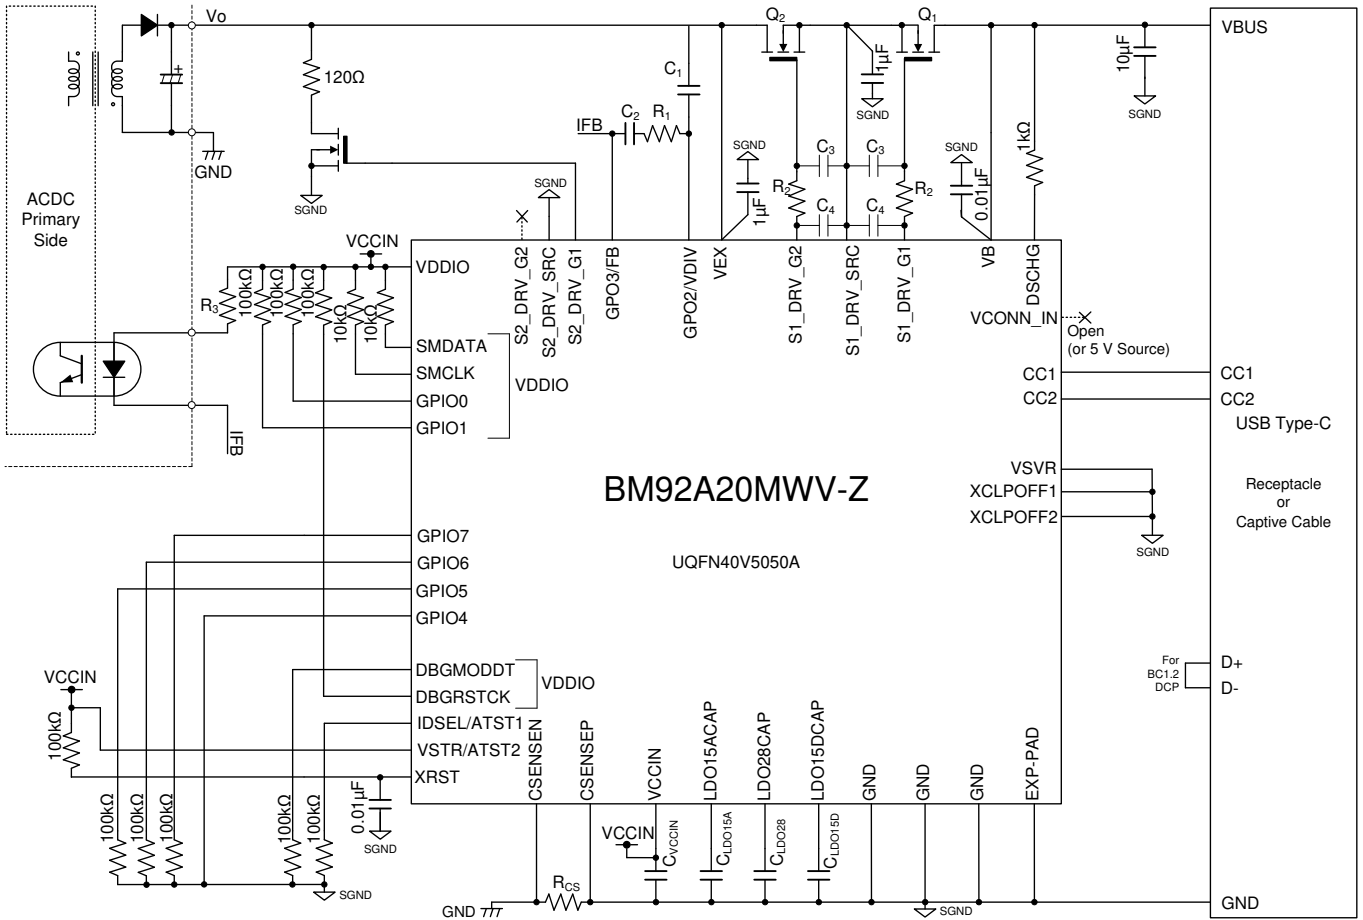 Vo
Q2
Q1
VBUS
120Ω
C1
1µF
10µF
IFB
C2
R1
SGND
SGND
GND
SGND
C3
C3
SGND
1kΩ
ACDC
Primary
Side
SGND
SGND
1µF
R2
R2
0.01µF
C4
C4
VCCIN
VDDIO
S2_DRV_G2
S2_DRV_SRC
S2_DRV_G1
GPO3/FB
GPO2/VDIV
VEX
S1_DRV_G2
S1_DRV_SRC
S1_DRV_G1
VB
DSCHG
R3
100kΩ
100kΩ
100kΩ
10kΩ
10kΩ
VCONN_IN
Open
(or 5 V Source)
SMDATA
SMCLK
VDDIO
GPIO0
GPIO1
CC1
CC1
CC2
CC2
USB Type-C
IFB
VSVR
XCLPOFF1
XCLPOFF2
SGND
Receptacle
or
Captive Cable
BM92A20MWV-Z
UQFN40V5050A
GPIO7
GPIO6
GPIO5
GPIO4
VCCIN
DBGMODDT
DBGRSTCK
VDDIO
For
BC1.2
DCP
D+
D-
100kΩ
IDSEL/ATST1
VSTR/ATST2
XRST
CSENSEN
CSENSEP
VCCIN
LDO15ACAP
LDO28CAP
LDO15DCAP
GND
GND
GND
EXP-PAD
100kΩ
100kΩ
100kΩ
100kΩ
100kΩ
0.01µF
SGND
VCCIN
CVCCIN
CLDO15A
CLDO28
CLDO15D
SGND
RCS
GND
SGND
GND